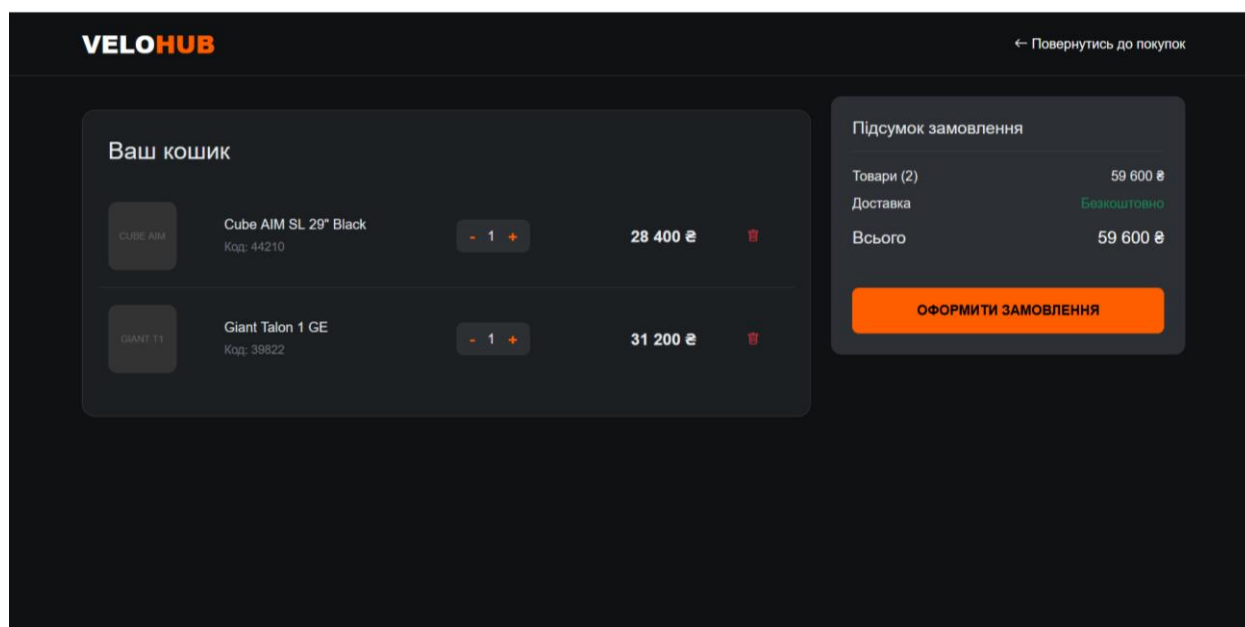 VELOHUB
← Повернутись до покупок
Ваш кошик
CUBE AIM
Cube AIM SL 29" Black
Код: 44210
- 1 +
28 400 ₴
GIANT T1
Giant Talon 1 GE
Код: 39822
- 1 +
31 200 ₴
Підсумок замовлення
Товари (2) 59 600 ₴
Доставка Безкоштовно
Всього 59 600 ₴
ОФОРМИТИ ЗАМОВЛЕННЯ